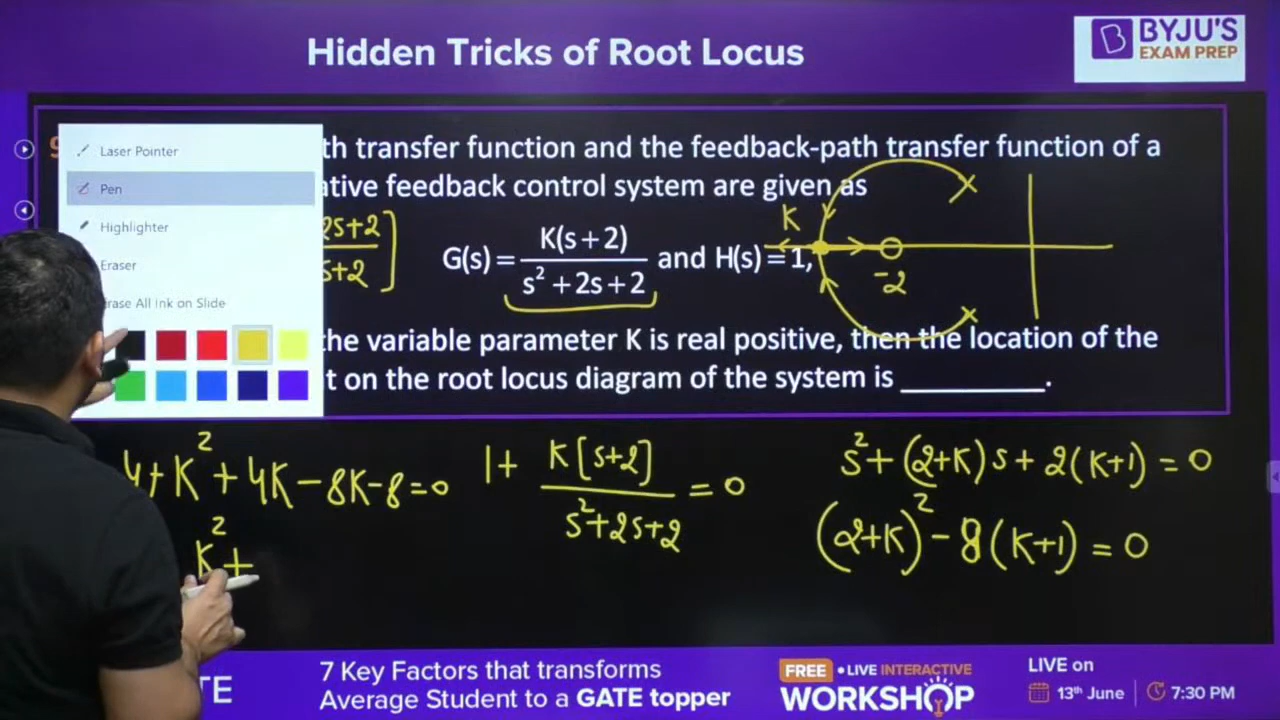 Hidden Tricks of Root Locus
BYJU'S
EXAM PREP
th transfer function and the feedback-path transfer function of a
ative feedback control system are given as
G(s) = K(s + 2) / s² + 2s + 2 and H(s) = 1,
the variable parameter K is real positive, then the location of the
t on the root locus diagram of the system is __________.
Laser Pointer
Pen
Highlighter
Eraser
rase All Ink on Slide
2s+2
s+2
]
K
-2
4+K²+4K-8K-8=0
K²+
1+ K[s+2] / s²+2s+2 = 0
s²+(2+K)s+2(K+1)=0
(2+K)²-8(K+1)=0
TE
7 Key Factors that transforms
Average Student to a GATE topper
FREE • LIVE INTERACTIVE
WORKSHOP
LIVE on
13th June | 7:30 PM